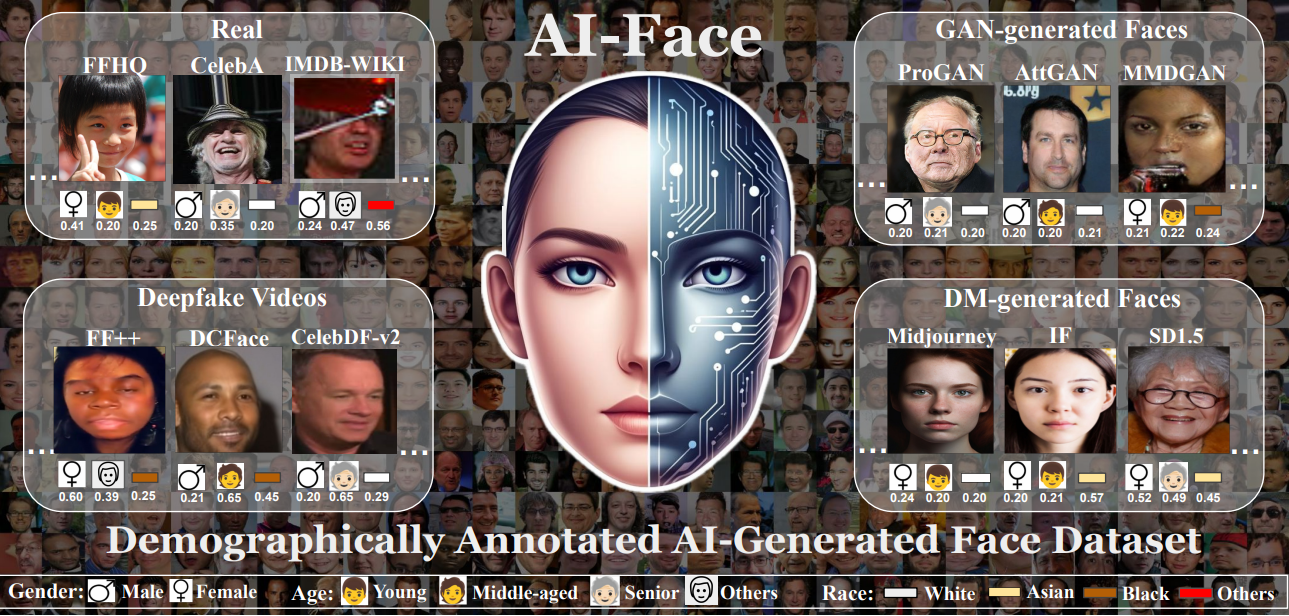 AI-Face
Real
FFHQ CelebA IMDB-WIKI
... ...
0.41 0.20 0.25 0.20 0.35 0.20 0.24 0.47 0.56
GAN-generated Faces
ProGAN AttGAN MMDGAN
... ...
0.20 0.21 0.20 0.20 0.20 0.21 0.21 0.22 0.24
Deepfake Videos
FF++ DCFace CelebDF-v2
... ...
0.60 0.39 0.25 0.21 0.65 0.45 0.20 0.65 0.29
DM-generated Faces
Midjourney IF SD1.5
... ...
0.24 0.20 0.20 0.20 0.21 0.57 0.52 0.49 0.45
Demographically Annotated AI-Generated Face Dataset
Gender: Male Female Age: Young Middle-aged Senior Others Race: White Asian Black Others